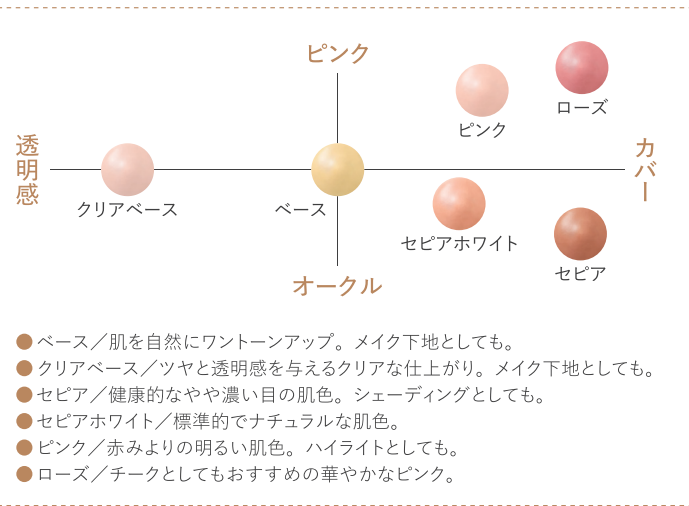 ピンク
ローズ
ピンク
透明感
カバー
クリアベース
ベース
セピアホワイト
セピア
オークル
●ベース／肌を自然にワントーンアップ。メイク下地としても。
●クリアベース／ツヤと透明感を与えるクリアな仕上がり。メイク下地としても。
●セピア／健康的なやや濃い目の肌色。シェーディングとしても。
●セピアホワイト／標準的でナチュラルな肌色。
●ピンク／赤みよりの明るい肌色。ハイライトとしても。
●ローズ／チークとしてもおすすめの華やかなピンク。